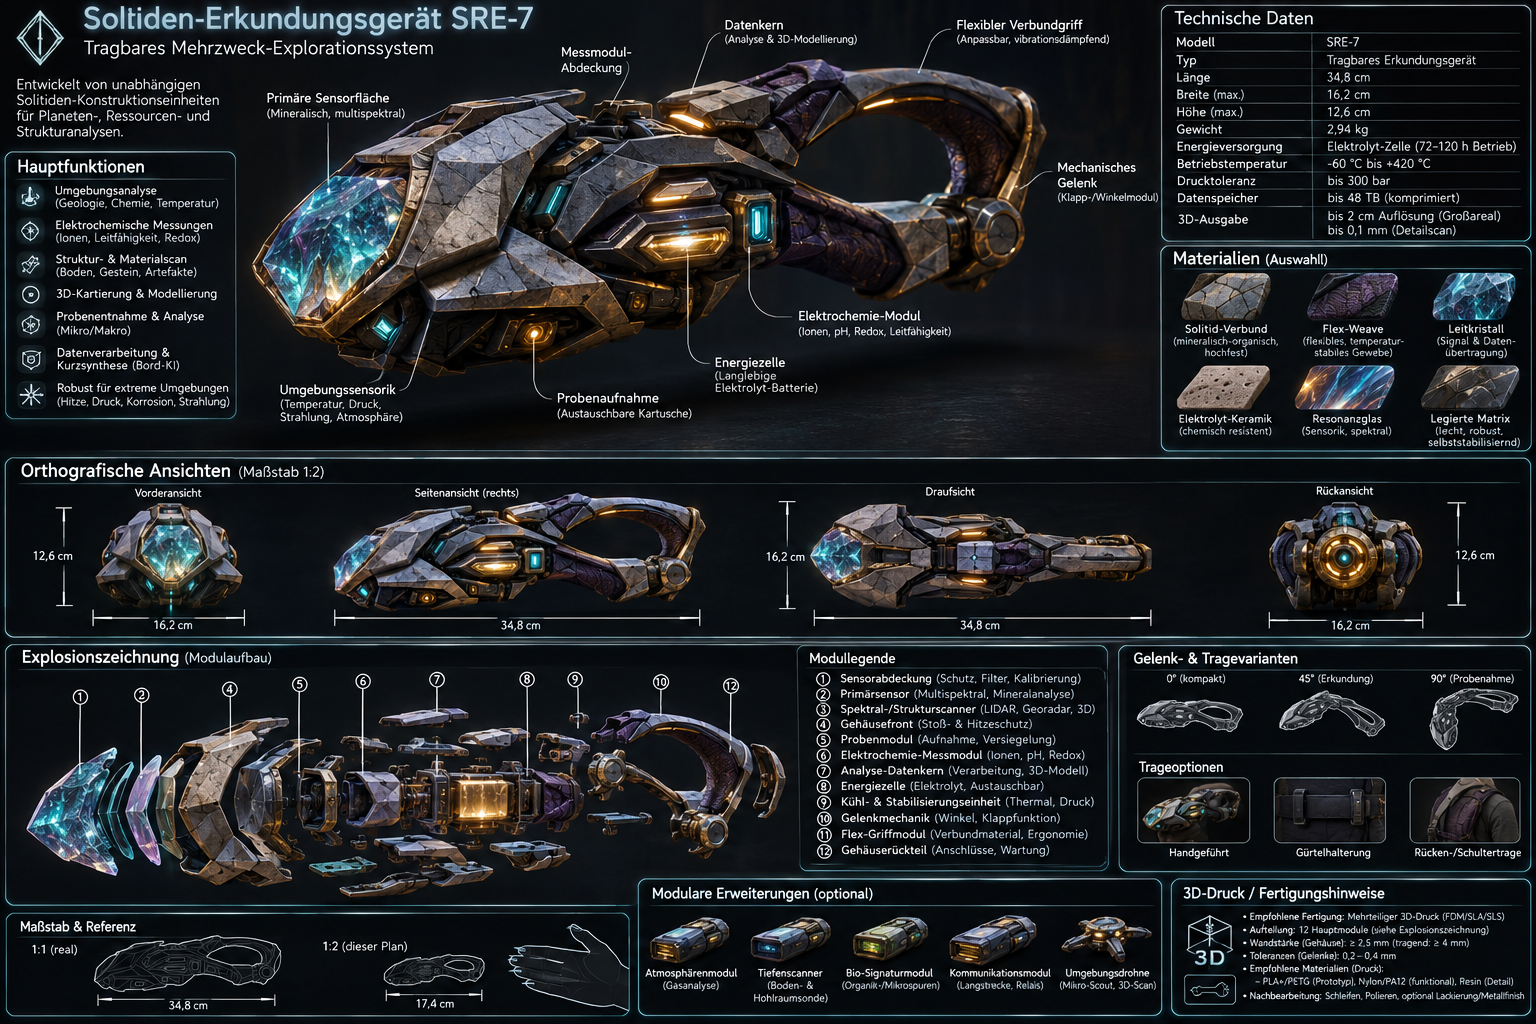 Soltiden-Erkundungsgerät SRE-7
Tragbares Mehrzweck-Explorationssystem
Entwickelt von unabhängigen
Solitiden-Konstruktionseinheiten
für Planeten-, Ressourcen- und
Strukturanalysen.
Hauptfunktionen
Umgebungsanalyse
(Geologie, Chemie, Temperatur)
Elektrochemische Messungen
(Ionen, Leitfähigkeit, Redox)
Struktur- & Materialscan
(Boden, Gestein, Artefakte)
3D-Kartierung & Modellierung
Probenentnahme & Analyse
(Mikro/Makro)
Datenverarbeitung &
Kurzsynthese (Bord-KI)
Robust für extreme Umgebungen
(Hitze, Druck, Korrosion, Strahlung)
Primäre Sensorfläche
(Mineralisch, multispektral)
Messmodul-
Abdeckung
Datenkern
(Analyse & 3D-Modellierung)
Flexibler Verbundgriff
(Anpassbar, vibrationsdämpfend)
Mechanisches
Gelenk
(Klapp-/Winkelmodul)
Elektrochemie-Modul
(Ionen, pH, Redox, Leitfähigkeit)
Energiezelle
(Langlebige
Elektrolyt-Batterie)
Probenaufnahme
(Austauschbare Kartusche)
Umgebungssensorik
(Temperatur, Druck,
Strahlung, Atmosphäre)
Technische Daten
Modell SRE-7
Typ Tragbares Erkundungsgerät
Länge 34,8 cm
Breite (max.) 16,2 cm
Höhe (max.) 12,6 cm
Gewicht 2,94 kg
Energieversorgung Elektrolyt-Zelle (72–120 h Betrieb)
Betriebstemperatur -60 °C bis +420 °C
Drucktoleranz bis 300 bar
Datenspeicher bis 48 TB (komprimiert)
3D-Ausgabe bis 2 cm Auflösung (Großareal)
bis 0,1 mm (Detailscan)
Materialien (Auswahl)
Solitid-Verbund
(mineralisch-organisch,
hochfest)
Flex-Weave
(flexibles, temperatur-
stabiles Gewebe)
Leitkristall
(Signal & Daten-
übertragung)
Elektrolyt-Keramik
(chemisch resistent)
Resonanzglas
(Sensorik, spektral)
Legierte Matrix
(lecht, robust,
selbststabilisiernd)
Orthografische Ansichten (Maßstab 1:2)
Vorderansicht
12,6 cm
16,2 cm
Seitenansicht (rechts)
34,8 cm
Draufsicht
16,2 cm
34,8 cm
Rückansicht
12,6 cm
16,2 cm
Explosionszeichnung (Modulaufbau)
1
2
4
5
6
7
8
9
10
12
Modullegende
1 Sensorabdeckung (Schutz, Filter, Kalibrierung)
2 Primärsensor (Multispektral, Mineralanalyse)
3 Spektral-/Strukturscanner (LIDAR, Georadar, 3D)
4 Gehäusefront (Stoß- & Hitzeschutz)
5 Probenmodul (Aufnahme, Versiegelung)
6 Elektrochemie-Messmodul (Ionen, pH, Redox)
7 Analyse-Datenkern (Verarbeitung, 3D-Modell)
8 Energiezelle (Elektrolyt, Austauschbar)
9 Kühl- & Stabilisierungseinheit (Thermal, Druck)
10 Gelenkmechanik (Winkel, Klappfunktion)
11 Flex-Griffmodul (Verbundmaterial, Ergonomie)
12 Gehäuserückteil (Anschlüsse, Wartung)
Gelenk- & Tragevarianten
0° (kompakt)
45° (Erkundung)
90° (Probenahme)
Trageoptionen
Handgeführt
Gürtelhalterung
Rücken-/Schultertrage
Maßstab & Referenz
1:1 (real)
34,8 cm
1:2 (dieser Plan)
17,4 cm
Modulare Erweiterungen (optional)
Atmosphärenmodul
(Gasanalyse)
Tiefenscanner
(Boden- &
Hohlraumsonde)
Bio-Signaturmodul
(Organik-/Mikrospuren)
Kommunikationsmodul
(Langstrecke, Relais)
Umgebungsdrohne
(Mikro-Scout, 3D-Scan)
3D-Druck / Fertigungshinweise
3D
• Empfohlene Fertigung: Mehrteiliger 3D-Druck (FDM/SLA/SLS)
• Aufteilung: 12 Hauptmodule (siehe Explosionszeichnung)
• Wandstärke (Gehäuse): ≥ 2,5 mm (tragend: ≥ 4 mm)
• Toleranzen (Gelenke): 0,2 – 0,4 mm
• Empfohlene Materialien (Druck):
– PLA+/PETG (Prototyp), Nylon/PA12 (funktional), Resin (Detail)
• Nachbearbeitung: Schleifen, Polieren, optional Lackierung/Metallfinish